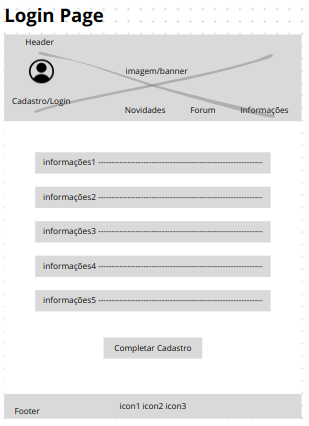 Login Page
Header
imagem/banner
Cadastro/Login
Novidades Forum Informações
informações1 ------------------------------------------------------------
informações2 ------------------------------------------------------------
informações3 ------------------------------------------------------------
informações4 ------------------------------------------------------------
informações5 ------------------------------------------------------------
Completar Cadastro
icon1 icon2 icon3
Footer